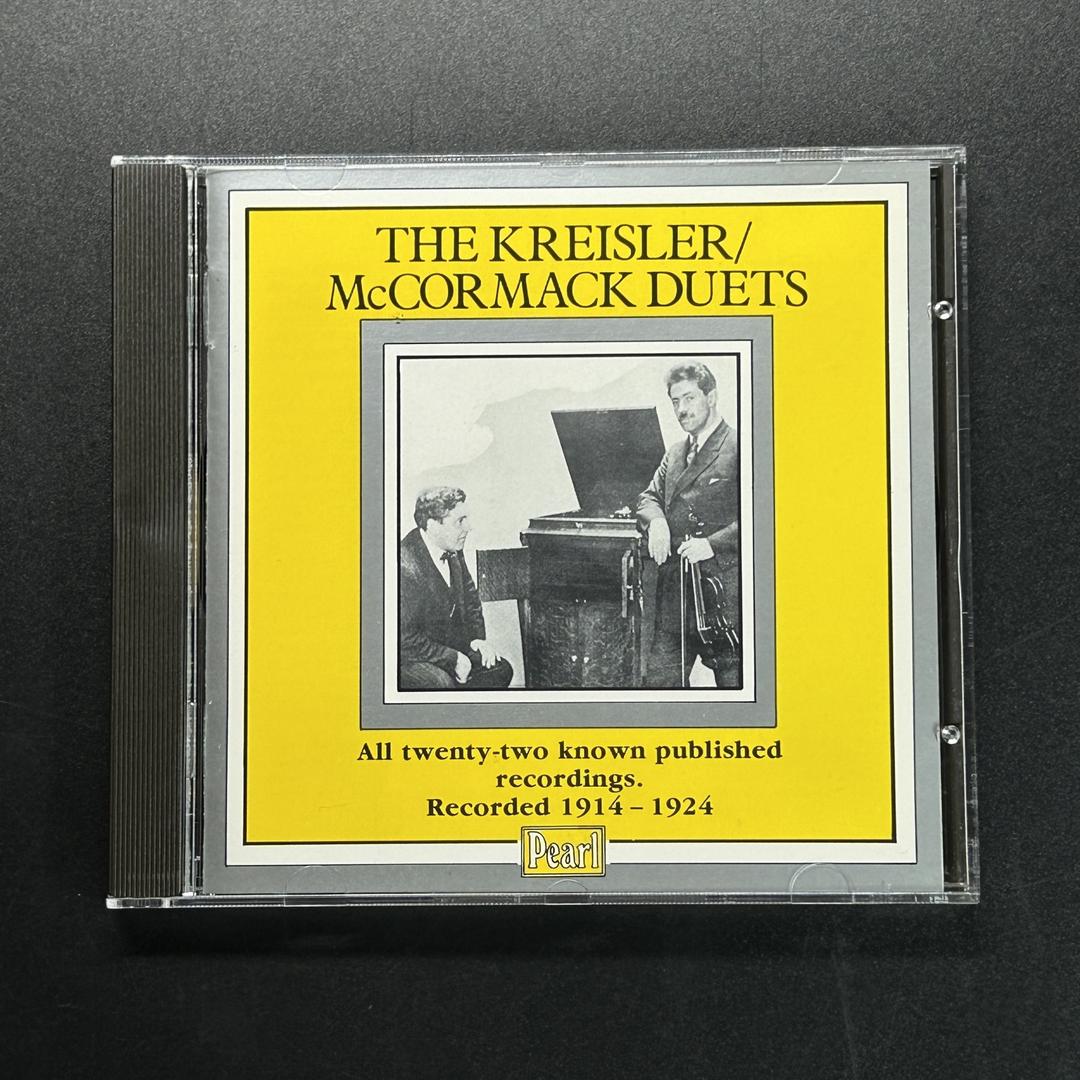 THE KREISLER/
McCORMACK DUETS
All twenty-two known published
recordings.
Recorded 1914 – 1924
Pearl